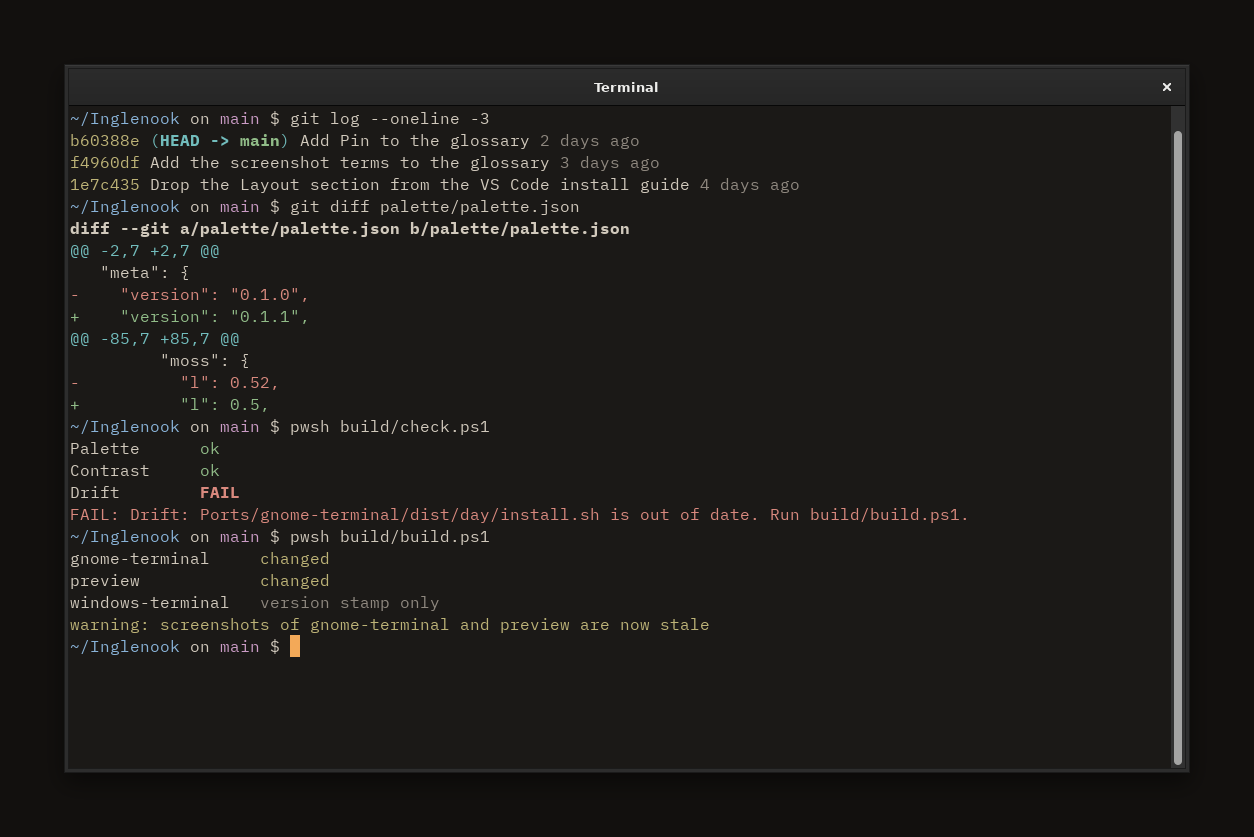 Terminal
~/Inglenook on main $ git log --oneline -3
b60388e (HEAD -> main) Add Pin to the glossary 2 days ago
f4960df Add the screenshot terms to the glossary 3 days ago
1e7c435 Drop the Layout section from the VS Code install guide 4 days ago
~/Inglenook on main $ git diff palette/palette.json
diff --git a/palette/palette.json b/palette/palette.json
@@ -2,7 +2,7 @@
   "meta": {
-    "version": "0.1.0",
+    "version": "0.1.1",
@@ -85,7 +85,7 @@
         "moss": {
-          "l": 0.52,
+          "l": 0.5,
~/Inglenook on main $ pwsh build/check.ps1
Palette      ok
Contrast     ok
Drift        FAIL
FAIL: Drift: Ports/gnome-terminal/dist/day/install.sh is out of date. Run build/build.ps1.
~/Inglenook on main $ pwsh build/build.ps1
gnome-terminal     changed
preview            changed
windows-terminal   version stamp only
warning: screenshots of gnome-terminal and preview are now stale
~/Inglenook on main $